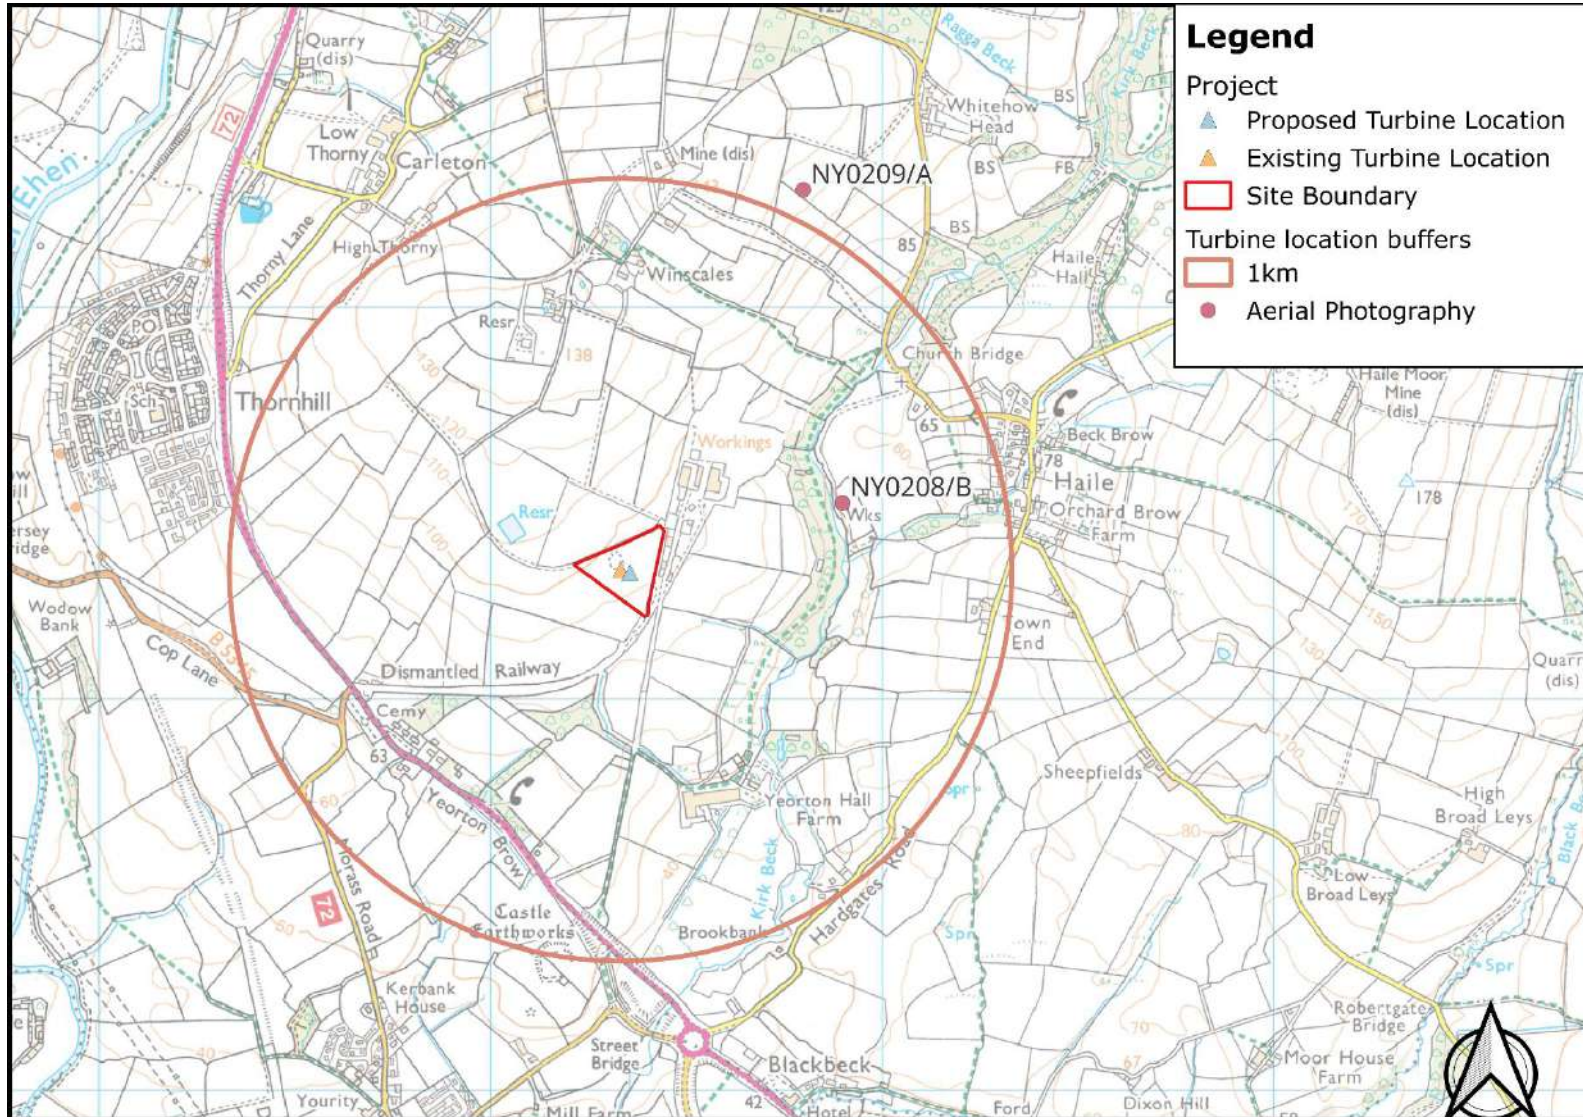 Legend
Project
Proposed Turbine Location
Existing Turbine Location
Site Boundary
Turbine location buffers
1km
Aerial Photography
Quarry
(dis)
72
Low
Thorny
Carleton
Ehen
Thorny Lane
High Thorny
Mine (dis)
NY0209/A
Ragga Beck
Kirk Beck
Whitehow
Head
BS
BS
FB
BS
85
Haile
Hall
Winscales
Resr
138
130
120
110
100
PO
Sch
Thornhill
Church Bridge
65
60
Workings
Beck Brow
78
Haile
Orchard Brow
Farm
Haile Moor
Mine
(dis)
178
170
NY0208/B
Wks
Resr
Wodow
Bank
Cop Lane
Dismantled Railway
Town
End
150
130
Quarr
(dis)
Cemy
63
60
Yeorton Brow
Yeorton Hall
Farm
Spr
Sheepfields
100
High
Broad Leys
80
Low
Broad Leys
Black
72
Morass Road
50
40
Kirk Beck
Hardgates Road
Castle
Earthworks
Brookbank
Spr
Spr
Kerbank
House
40
Street
Bridge
Blackbeck
70
67
Robertgate
Bridge
Moor House
Farm
Yourity
Mill Farm
42
Hotel
Ford
Dixon Hill